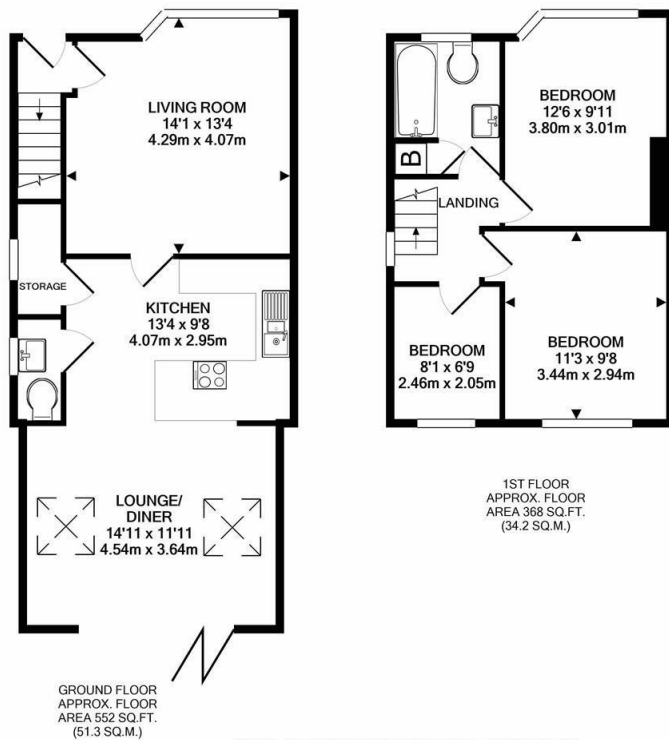 LIVING ROOM
14'1 x 13'4
4.29m x 4.07m
STORAGE
KITCHEN
13'4 x 9'8
4.07m x 2.95m
LOUNGE/
DINER
14'11 x 11'11
4.54m x 3.64m
GROUND FLOOR
APPROX. FLOOR
AREA 552 SQ.FT.
(51.3 SQ.M.)
BEDROOM
12'6 x 9'11
3.80m x 3.01m
B
LANDING
BEDROOM
8'1 x 6'9
2.46m x 2.05m
BEDROOM
11'3 x 9'8
3.44m x 2.94m
1ST FLOOR
APPROX. FLOOR
AREA 368 SQ.FT.
(34.2 SQ.M.)